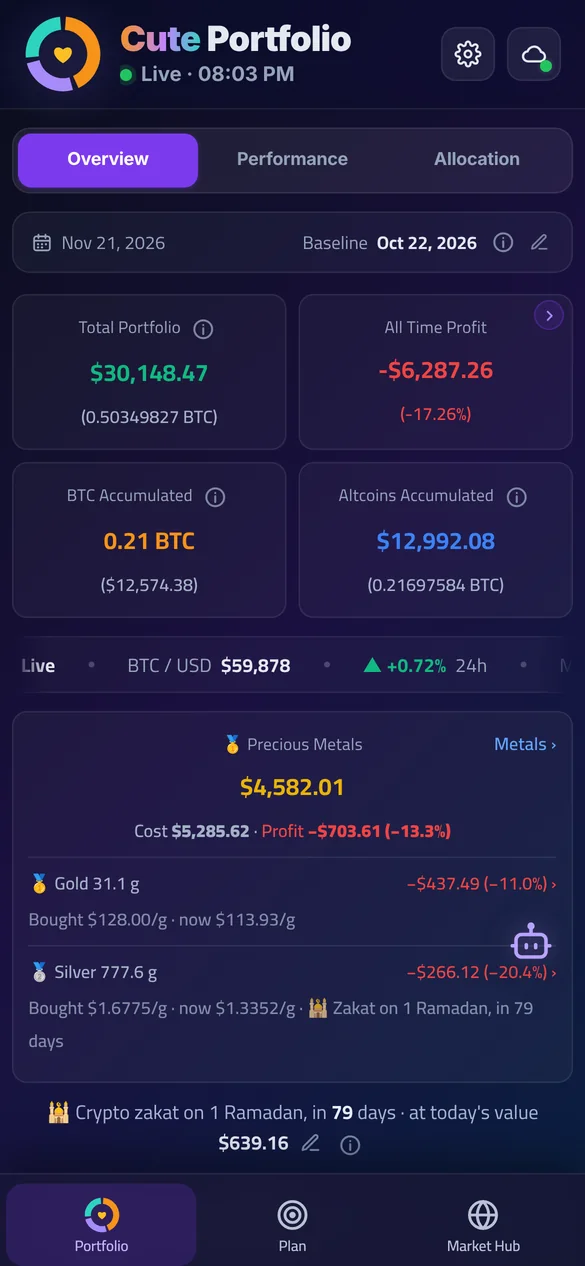 Cute Portfolio
Live · 08:03 PM
Overview Performance Allocation
Nov 21, 2026 Baseline Oct 22, 2026
Total Portfolio
$30,148.47
(0.50349827 BTC)
All Time Profit
-$6,287.26
(-17.26%)
BTC Accumulated
0.21 BTC
($12,574.38)
Altcoins Accumulated
$12,992.08
(0.21697584 BTC)
Live • BTC / USD $59,878 • ▲ +0.72% 24h • M
🥇 Precious Metals Metals ›
$4,582.01
Cost $5,285.62 · Profit −$703.61 (−13.3%)
🥇 Gold 31.1 g −$437.49 (−11.0%) ›
Bought $128.00/g · now $113.93/g
🥈 Silver 777.6 g −$266.12 (−20.4%) ›
Bought $1.6775/g · now $1.3352/g · 🕌 Zakat on 1 Ramadan, in 79
days
🕌 Crypto zakat on 1 Ramadan, in 79 days · at today's value
$639.16
Portfolio Plan Market Hub